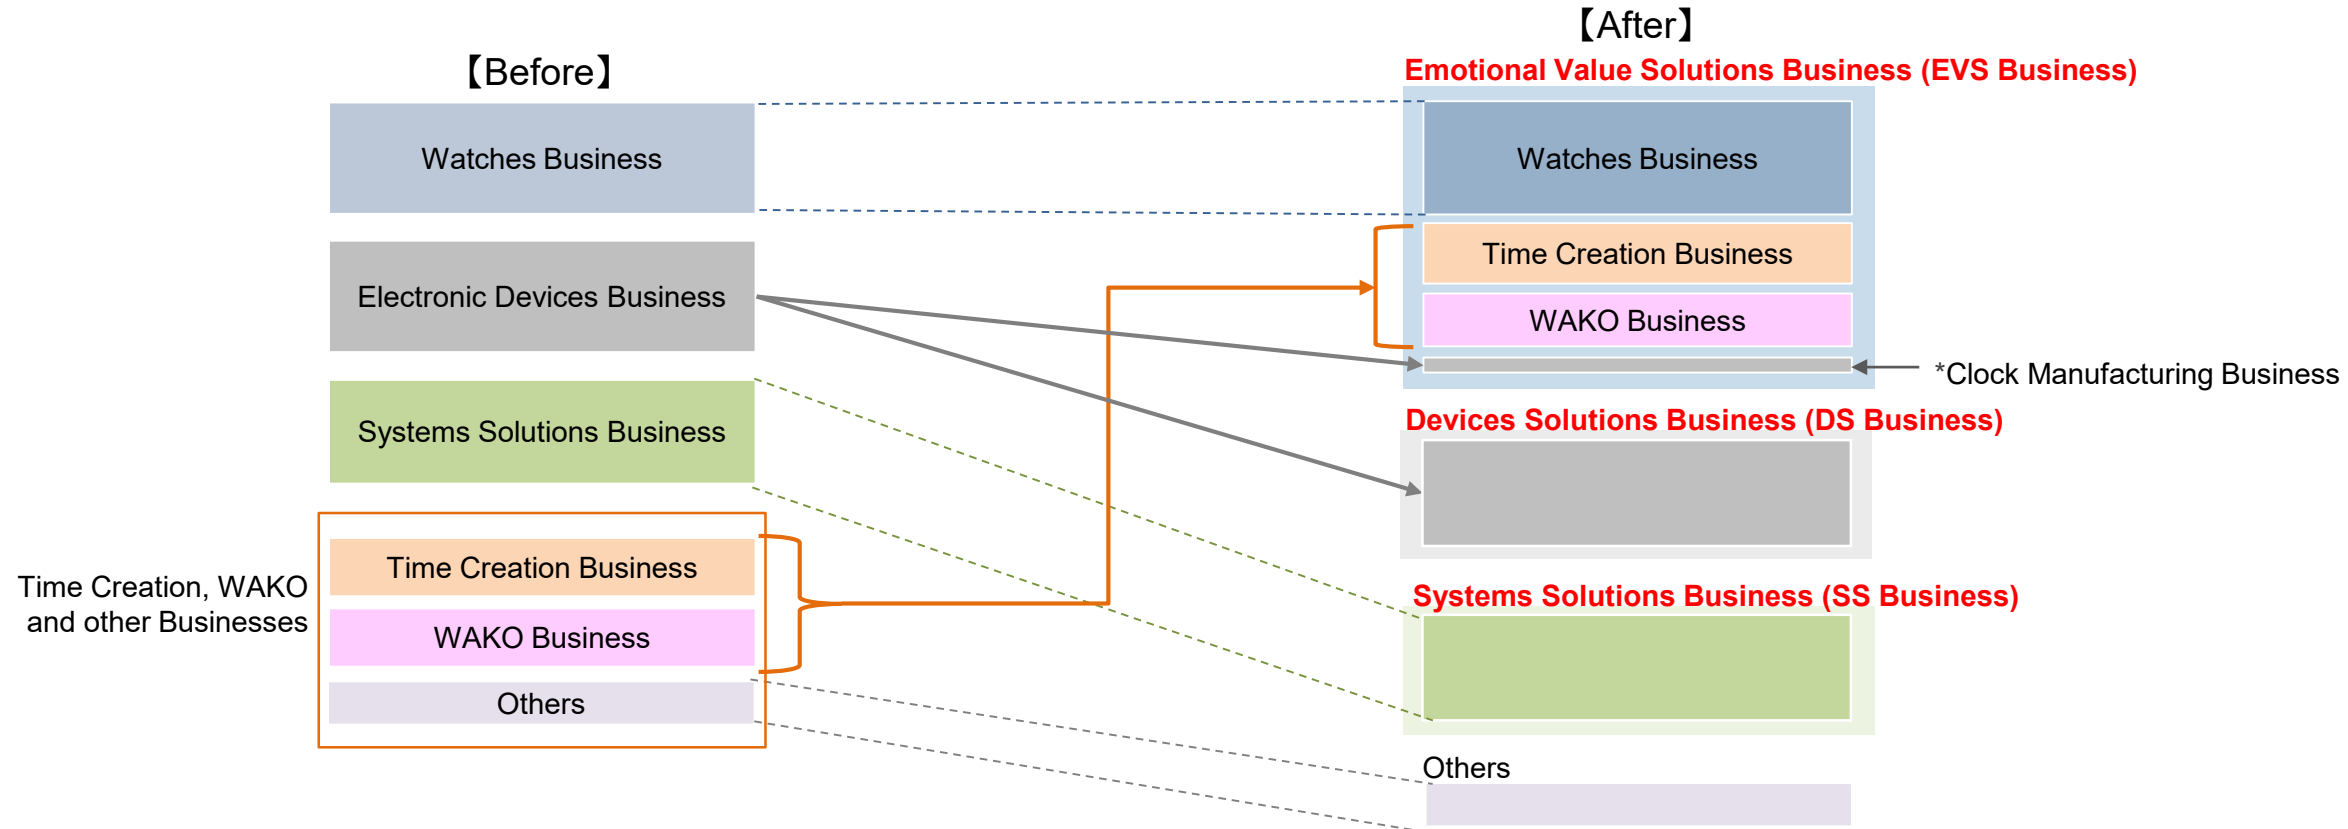 【Before】
Watches Business
Electronic Devices Business
Systems Solutions Business
Time Creation, WAKO
and other Businesses
Time Creation Business
WAKO Business
Others
【After】
Emotional Value Solutions Business (EVS Business)
Watches Business
Time Creation Business
WAKO Business
*Clock Manufacturing Business
Devices Solutions Business (DS Business)
Systems Solutions Business (SS Business)
Others